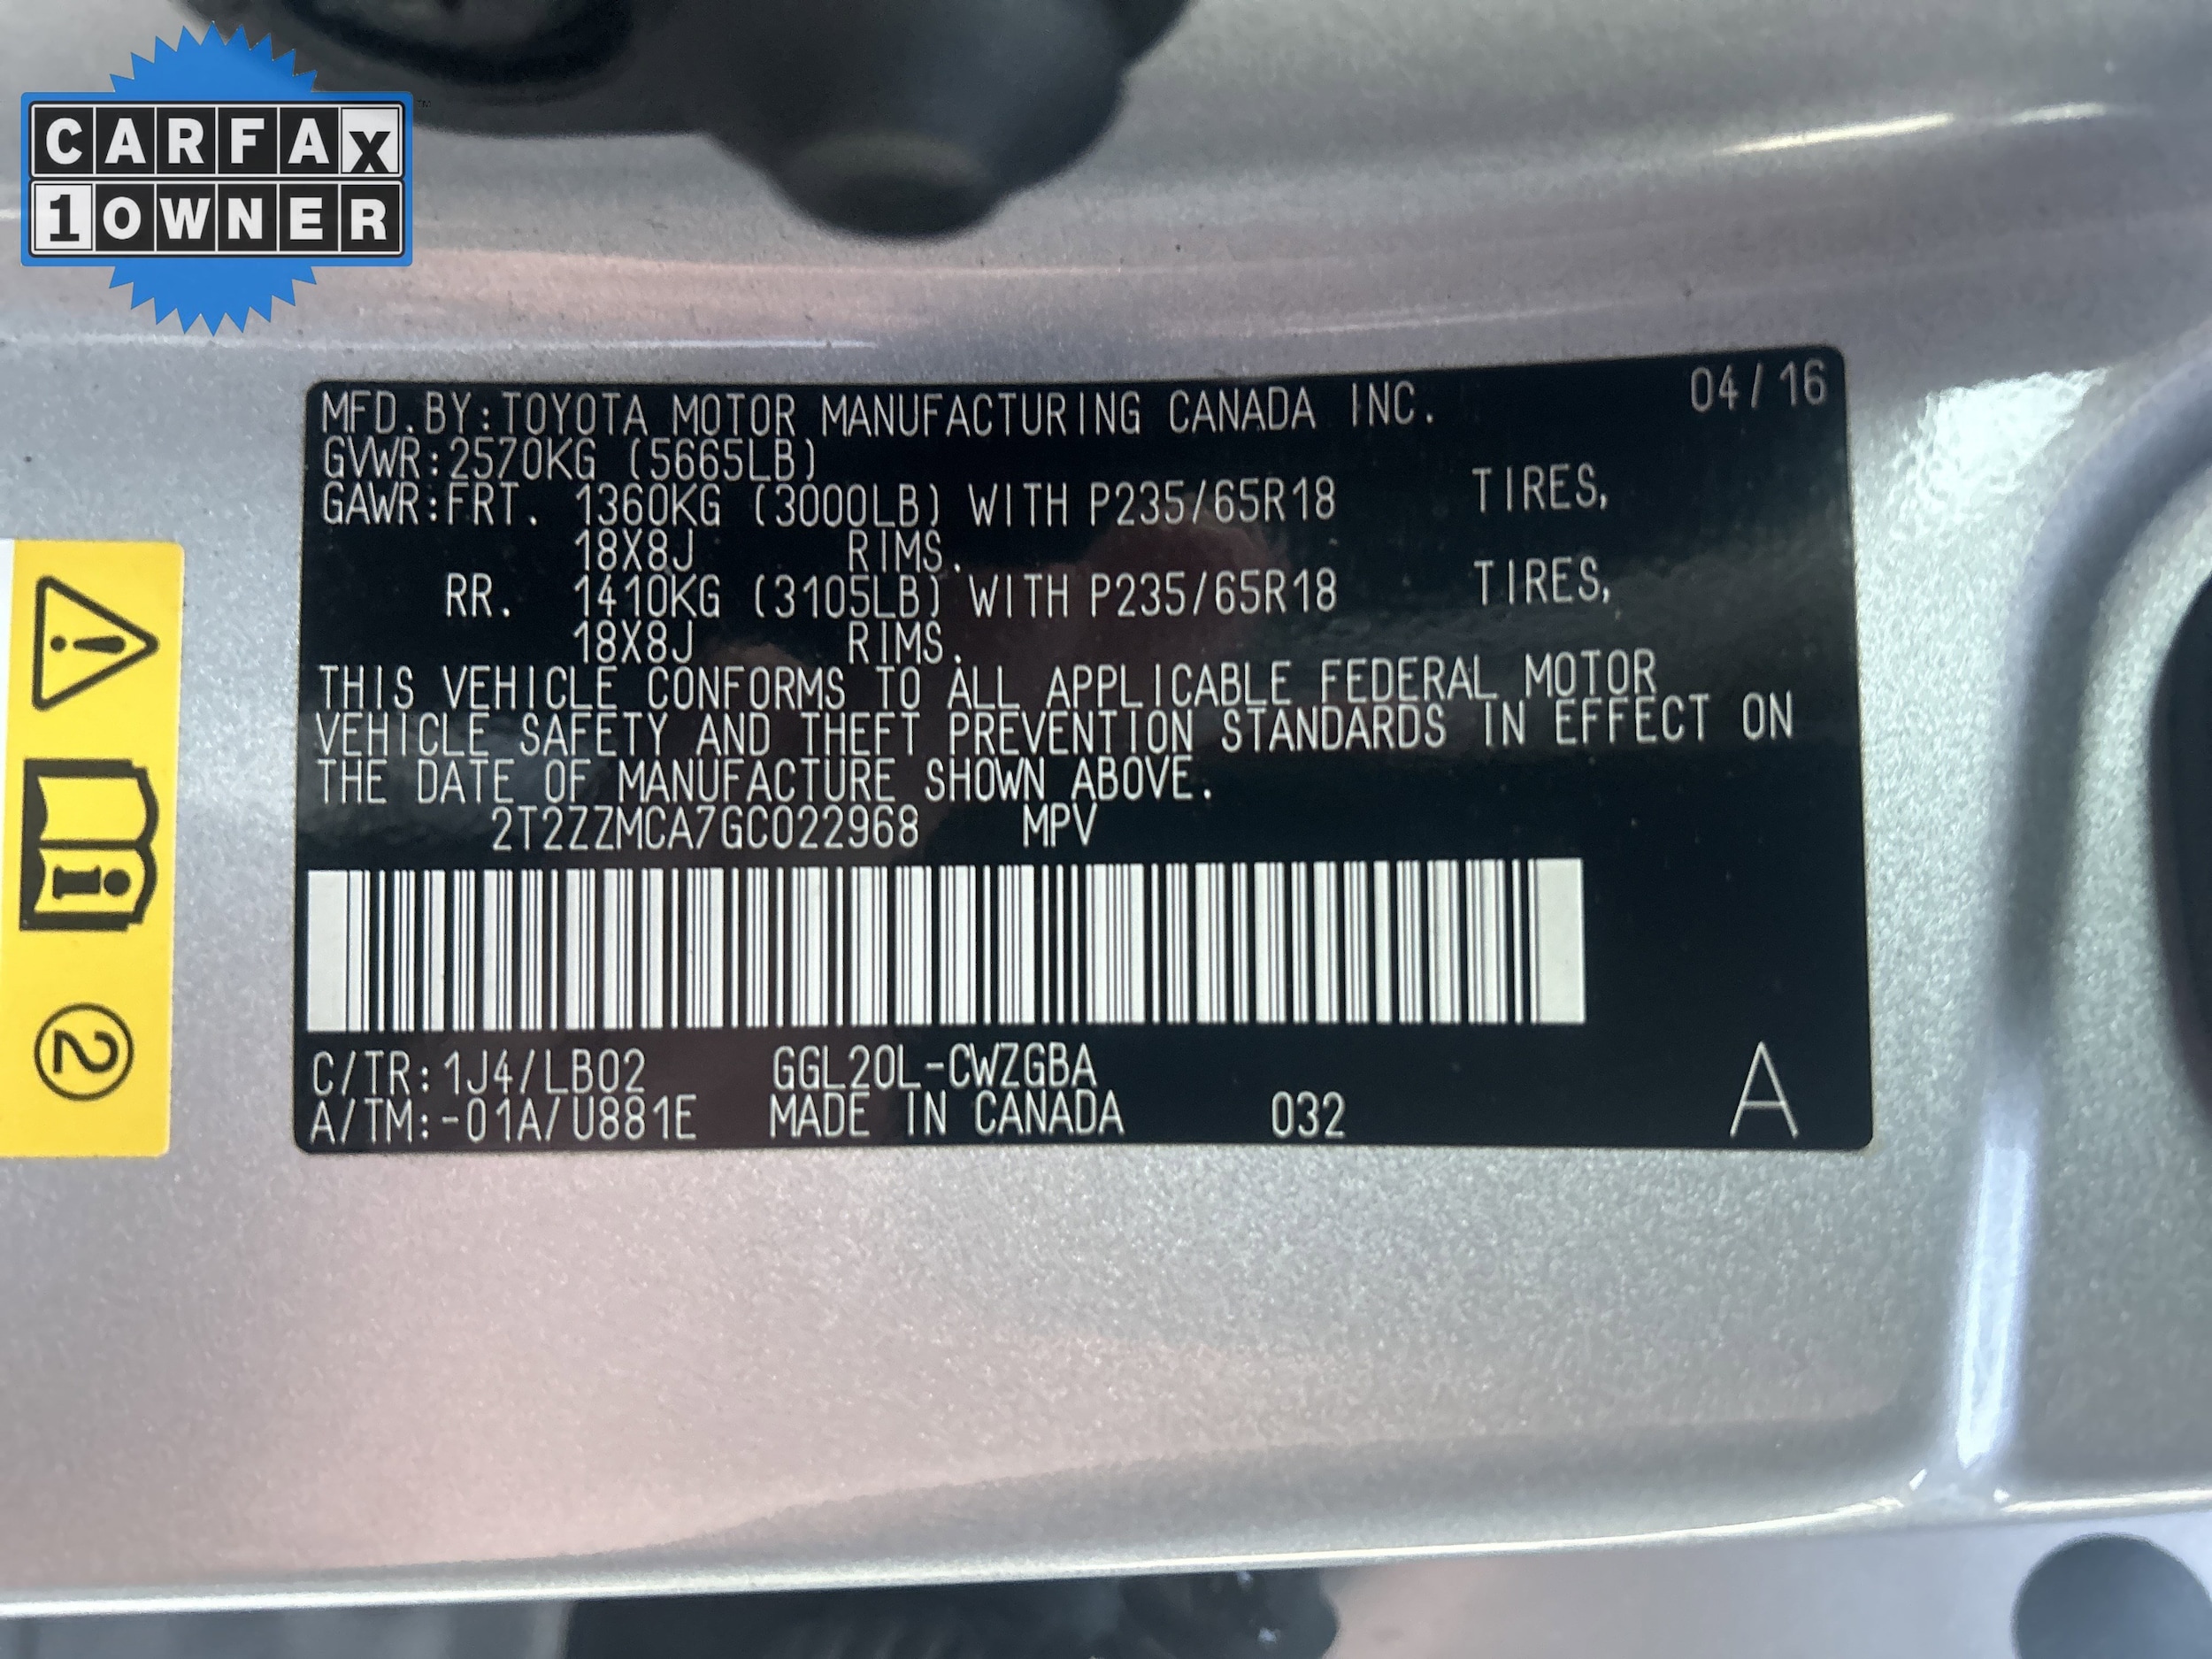 CARFAX
1 OWNER
MFD.BY:TOYOTA MOTOR MANUFACTURING CANADA INC. 04/16
GVWR:2570KG (5665LB)
GAWR:FRT. 1360KG (3000LB) WITH P235/65R18 TIRES,
18X8J RIMS.
RR. 1410KG (3105LB) WITH P235/65R18 TIRES,
18X8J RIMS.
THIS VEHICLE CONFORMS TO ALL APPLICABLE FEDERAL MOTOR
VEHICLE SAFETY AND THEFT PREVENTION STANDARDS IN EFFECT ON
THE DATE OF MANUFACTURE SHOWN ABOVE.
2T2ZZMCA7GC022968 MPV
C/TR:1J4/LB02 GGL20L-CWZGBA
A/TM:-01A/U881E MADE IN CANADA 032 A
2